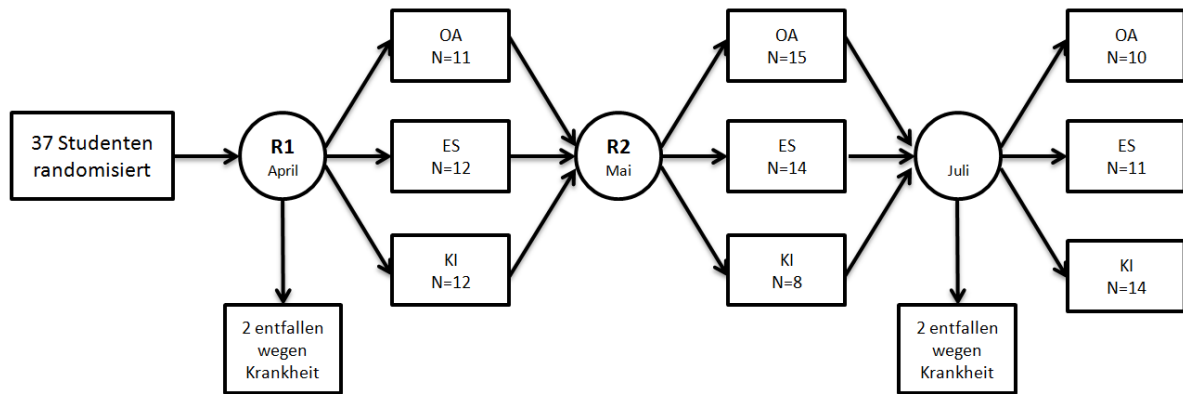 37 Studenten
randomisiert
R1
April
2 entfallen
wegen
Krankheit
OA
N=11
ES
N=12
KI
N=12
R2
Mai
OA
N=15
ES
N=14
KI
N=8
Juli
2 entfallen
wegen
Krankheit
OA
N=10
ES
N=11
KI
N=14